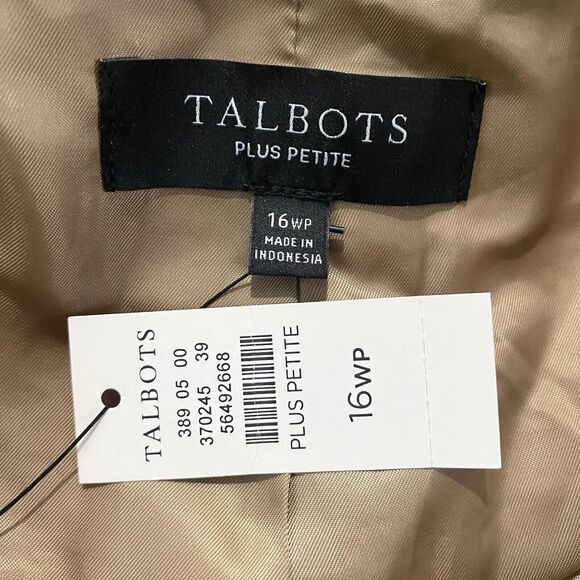 TALBOTS
PLUS PETITE
16WP
MADE IN
INDONESIA
TALBOTS
389 05 00
370245 39
56492668
PLUS PETITE
16WP